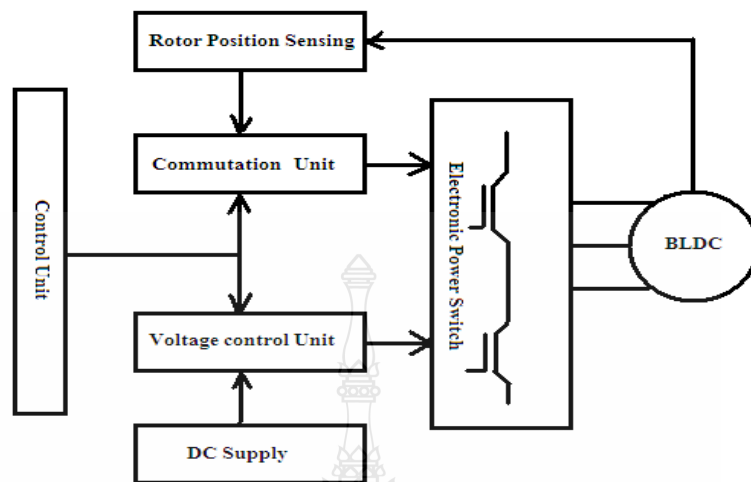 Rotor Position Sensing
Commutation Unit
Control Unit
Electronic Power Switch
BLDC
Voltage control Unit
DC Supply